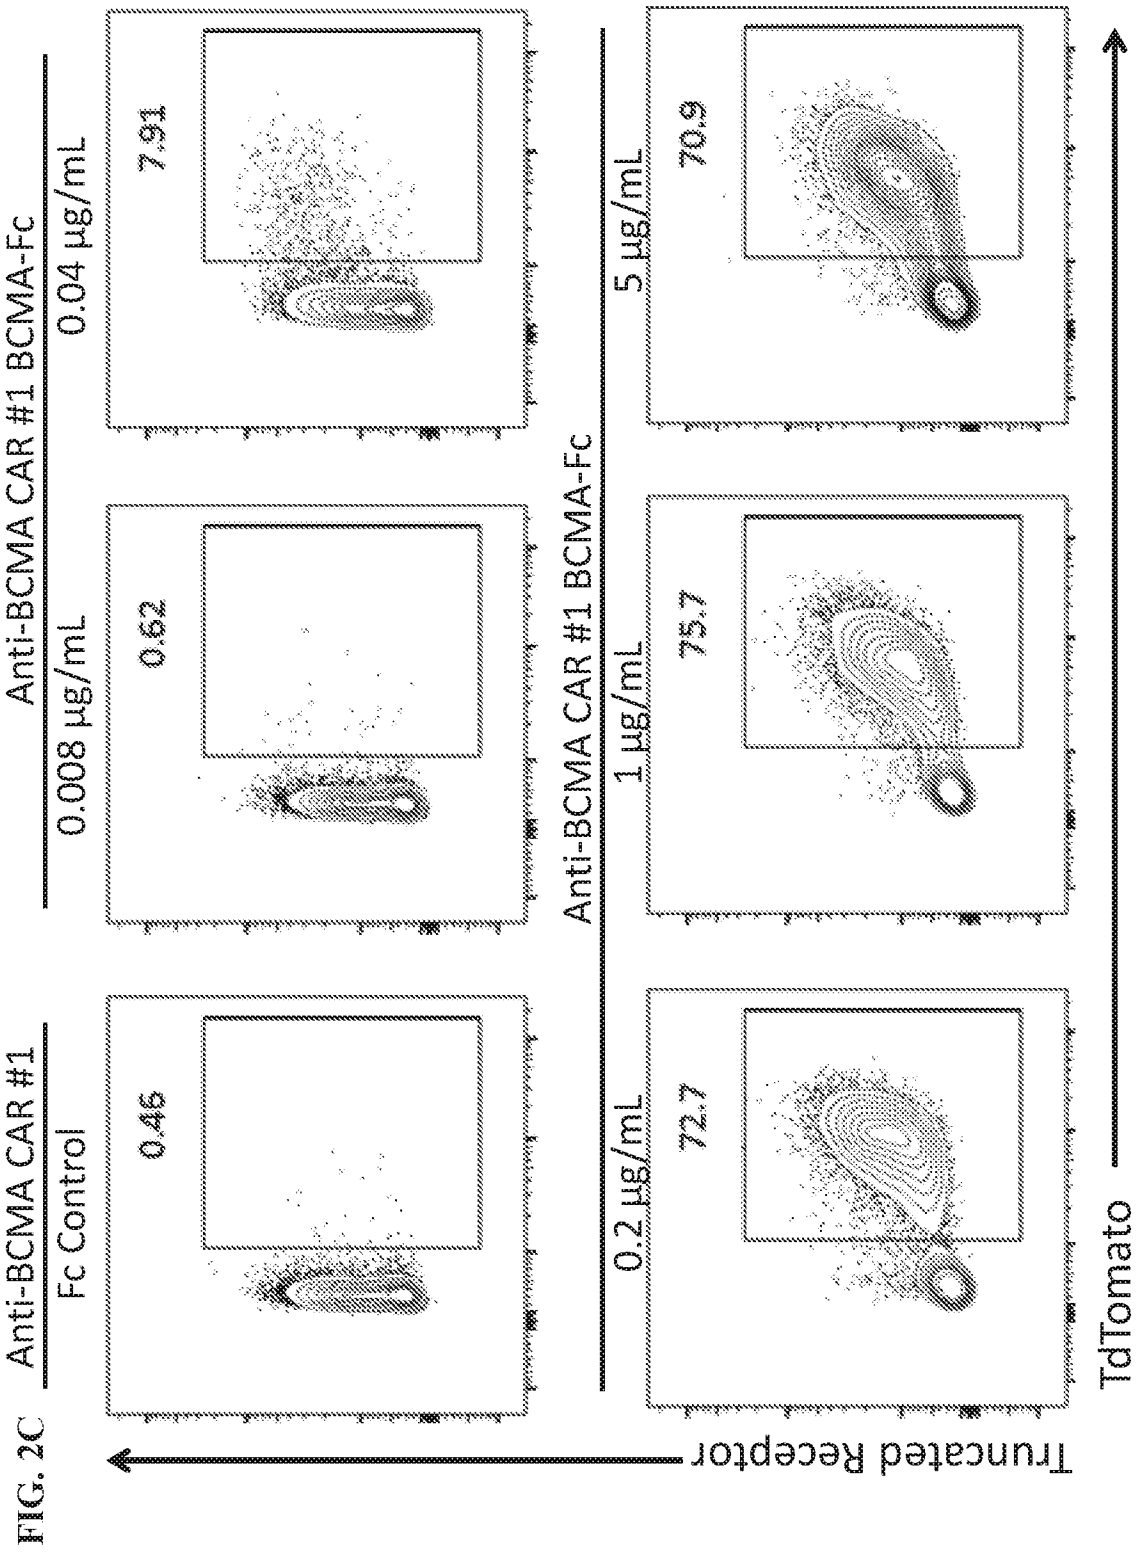 FIG. 2C
Anti-BCMA CAR #1
Anti-BCMA CAR #1 BCMA-Fc
Fc Control
0.008 µg/mL
0.04 µg/mL
0.46
0.62
7.91
Anti-BCMA CAR #1 BCMA-Fc
0.2 µg/mL
1 µg/mL
5 µg/mL
72.7
75.7
70.9
Truncated Receptor
TdTomato